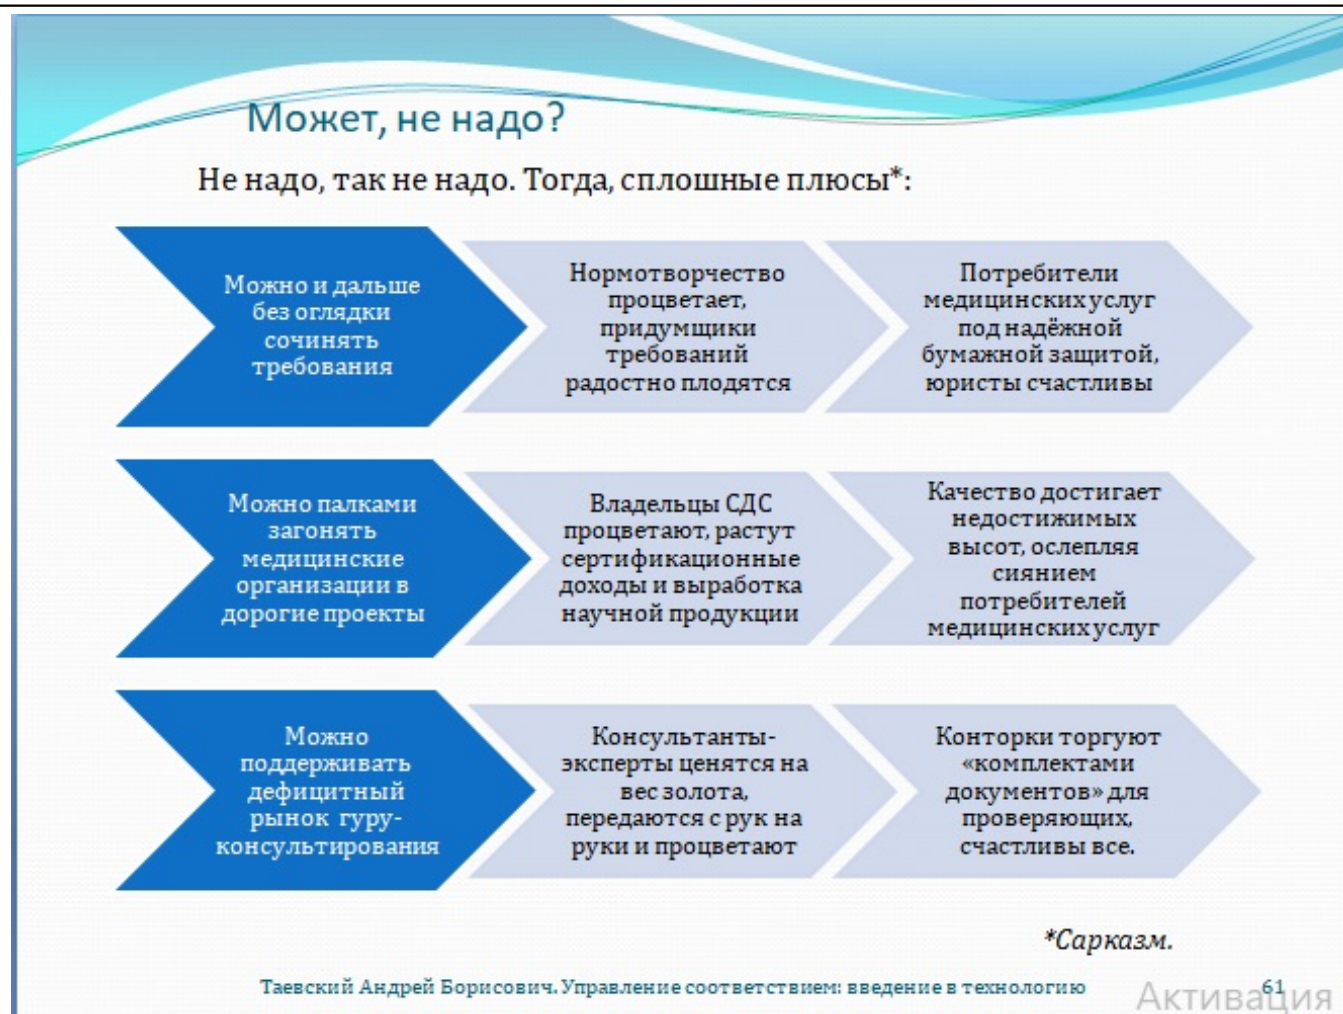 Может, не надо?
Не надо, так не надо. Тогда, сплошные плюсы*:
Можно и дальше
без оглядки
сочинять
требования
Нормотворчество
процветает,
придумщики
требований
радостно плодятся
Потребители
медицинских услуг
под надёжной
бумажной защитой,
юристы счастливы
Можно палками
загонять
медицинские
организации в
дорогие проекты
Владельцы СДС
процветают, растут
сертификационные
доходы и выработка
научной продукции
Качество достигает
недостижимых
высот, ослепляя
сиянием
потребителей
медицинских услуг
Можно
поддерживать
дефицитный
рынок гуру-
консультирования
Консультанты-
эксперты ценятся на
вес золота,
передаются с рук на
руки и процветают
Конторки торгуют
«комплектами
документов» для
проверяющих,
счастливы все.
*Сарказм.
Таевский Андрей Борисович. Управление соответствием: введение в технологию
61
Активация